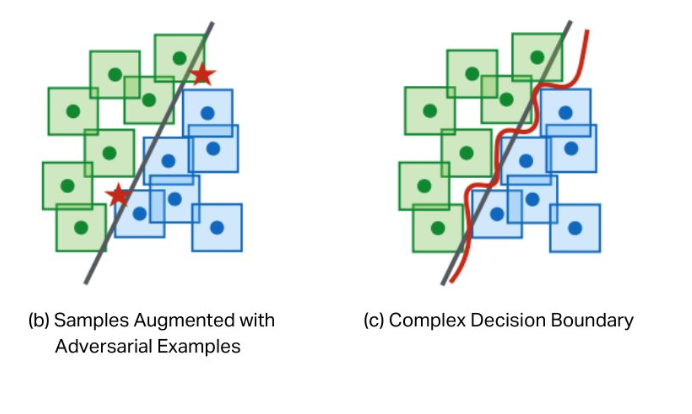 (b) Samples Augmented with
Adversarial Examples
(c) Complex Decision Boundary